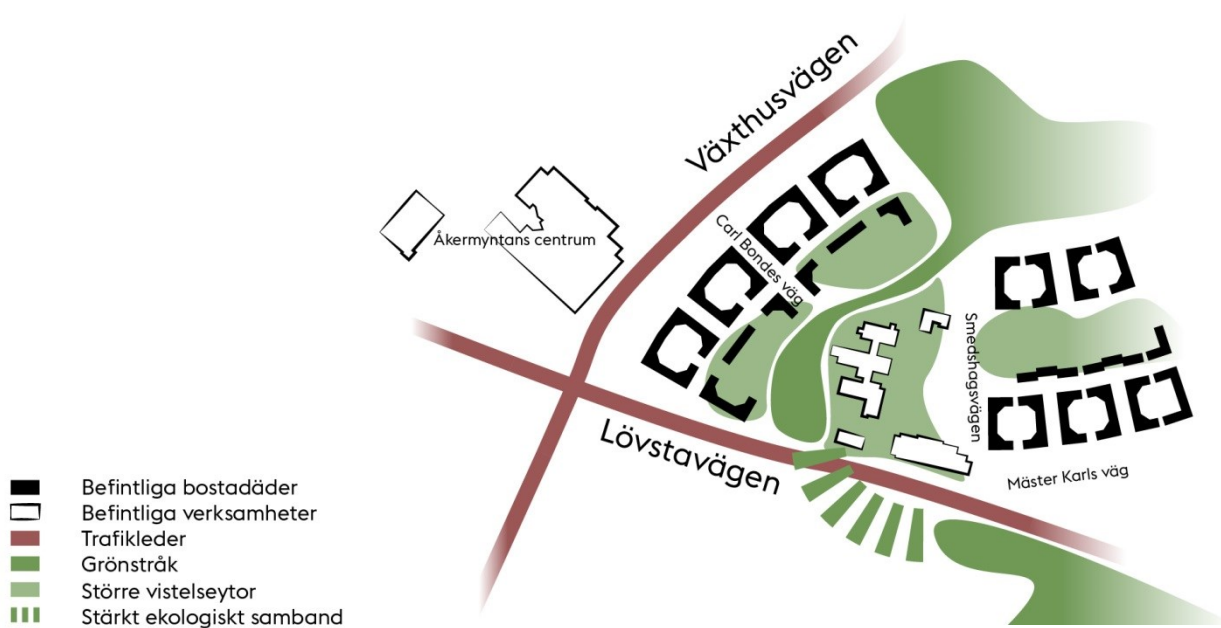 Växthusvägen
Åkermyntans centrum
Carl Bondes väg
Smedshagsvägen
Lövstavägen
Mäster Karls väg
Befintliga bostadäder
Befintliga verksamheter
Trafikleder
Grönstråk
Större vistelseytor
Stärkt ekologiskt samband